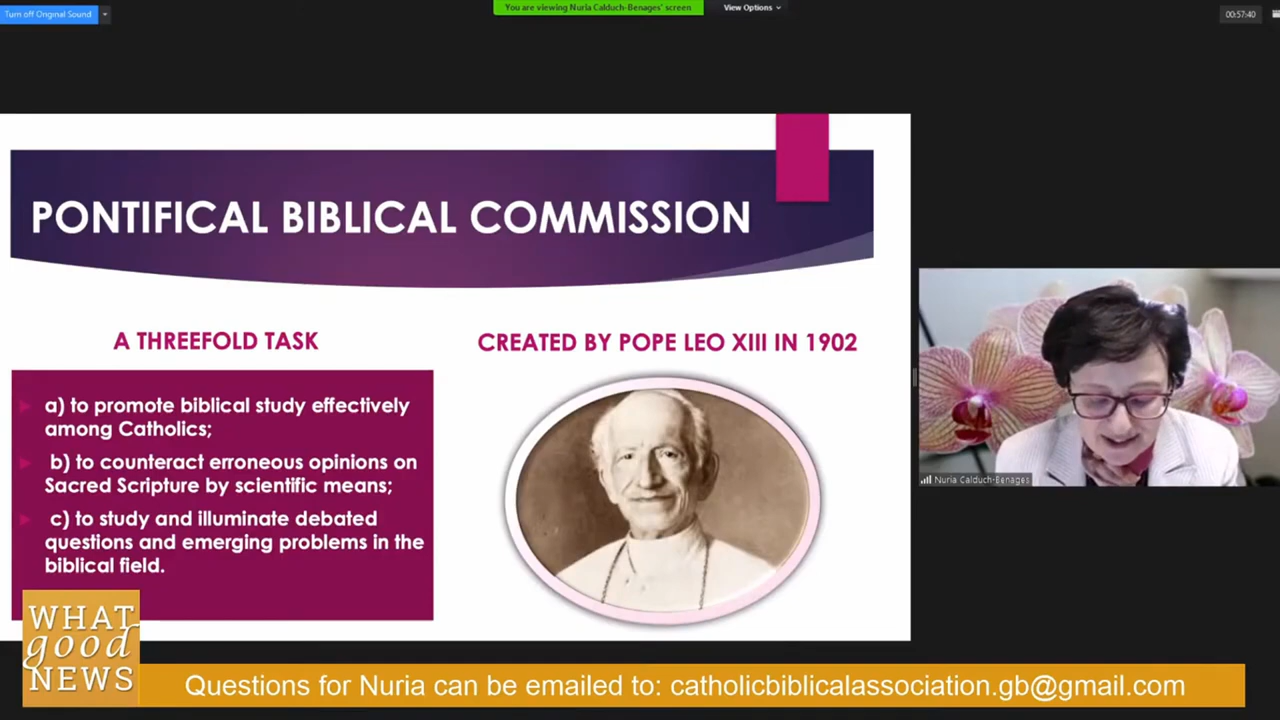 Turn off Original Sound
You are viewing Nuria Calduch-Benages' screen
View Options
00:57:40
PONTIFICAL BIBLICAL COMMISSION
A THREEFOLD TASK
CREATED BY POPE LEO XIII IN 1902
a) to promote biblical study effectively
among Catholics;
b) to counteract erroneous opinions on
Sacred Scripture by scientific means;
c) to study and illuminate debated
questions and emerging problems in the
biblical field.
Nuria Calduch-Benages
WHAT
good
NEWS
Questions for Nuria can be emailed to: catholicbiblicalassociation.gb@gmail.com